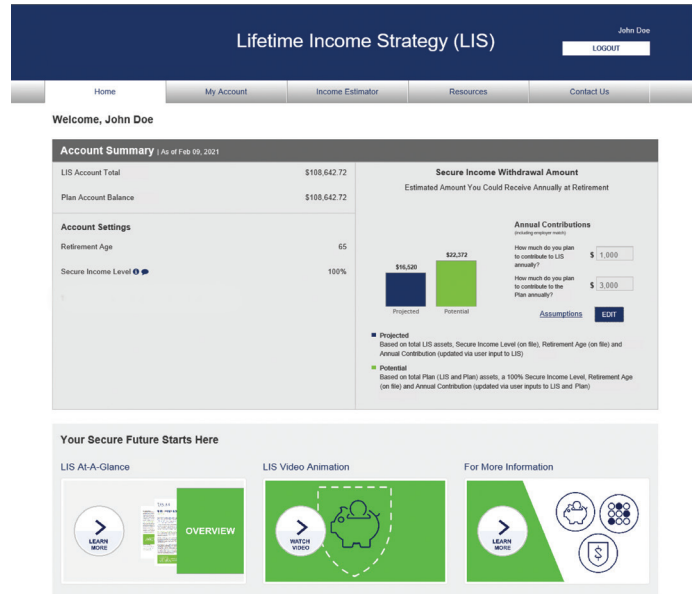 Lifetime Income Strategy (LIS)
John Doe
LOGOUT
Home
My Account
Income Estimator
Resources
Contact Us
Welcome, John Doe
Account Summary | As of Feb 09, 2021
LIS Account Total $108,642.72
Plan Account Balance $108,642.72
Account Settings
Retirement Age 65
Secure Income Level 100%
Secure Income Withdrawal Amount
Estimated Amount You Could Receive Annually at Retirement
$16,520
$22,372
Projected
Potential
Annual Contributions
(including employer match)
How much do you plan
to contribute to LIS
annually?
$ 1,000
How much do you plan
to contribute to the
Plan annually?
$ 3,000
Assumptions
EDIT
Projected
Based on total LIS assets, Secure Income Level (on file), Retirement Age (on file) and
Annual Contribution (updated via user input to LIS)
Potential
Based on total Plan (LIS and Plan) assets, a 100% Secure Income Level, Retirement Age
(on file) and Annual Contribution (updated via user inputs to LIS and Plan)
Your Secure Future Starts Here
LIS At-A-Glance
LEARN
MORE
OVERVIEW
LIS Video Animation
WATCH
VIDEO
For More Information
LEARN
MORE